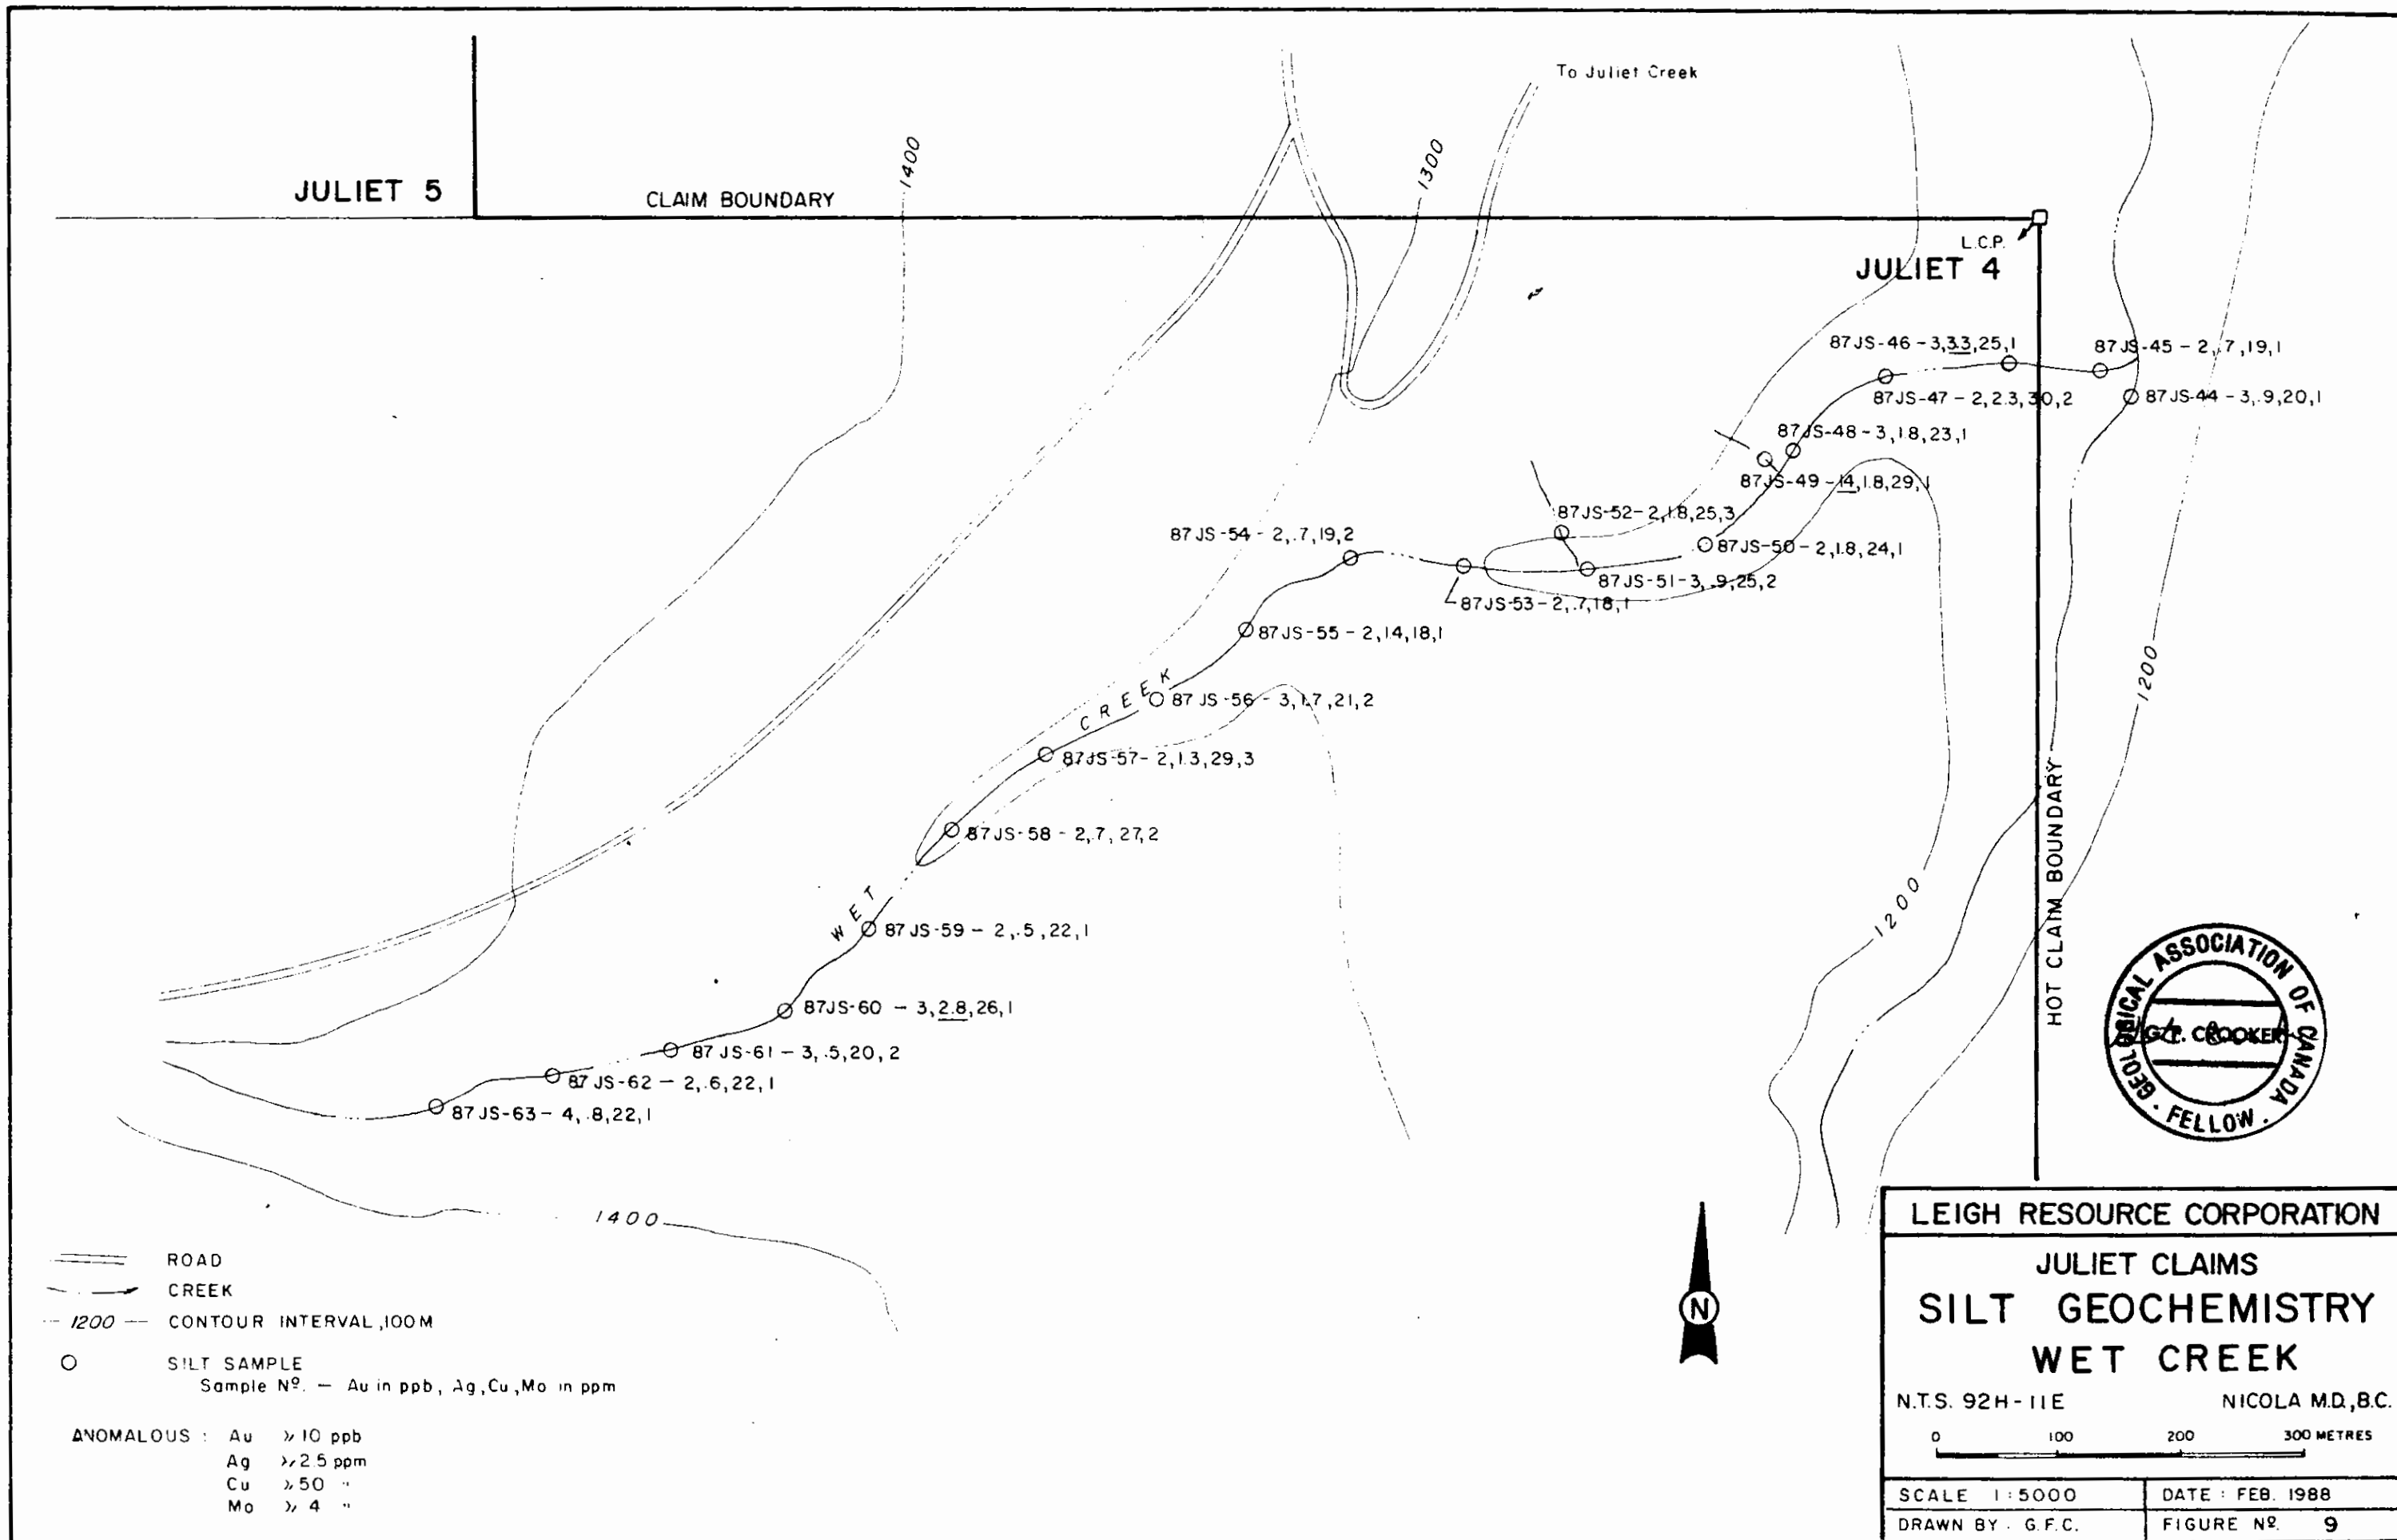 To Juliet Creek
1400
1300
JULIET 5
CLAIM BOUNDARY
L.C.P.
JULIET 4
87JS-46 - 3,3.3,25,1
87JS-45 - 2,.7,19,1
87JS-47 - 2,2.3,30,2
87JS-44 - 3,.9,20,1
87JS-48 - 3,1.8,23,1
87JS-49 - 14,1.8,29,1
87JS-52 - 2,1.8,25,3
87JS-54 - 2,.7,19,2
87JS-50 - 2,1.8,24,1
87JS-51 - 3,.9,25,2
87JS-53 - 2,.7,18,1
87JS-55 - 2,1.4,18,1
87JS-56 - 3,1.7,21,2
87JS-57 - 2,1.3,29,3
87JS-58 - 2,.7,27,2
87JS-59 - 2,.5,22,1
87JS-60 - 3,2.8,26,1
87JS-61 - 3,.5,20,2
87JS-62 - 2,.6,22,1
87JS-63 - 4,.8,22,1
WET CREEK
1200
1200
HOT CLAIM BOUNDARY
1400
GEOLOGICAL ASSOCIATION OF CANADA
CROOKER
· FELLOW ·
ROAD
CREEK
1200 CONTOUR INTERVAL, 100M
SILT SAMPLE
Sample Nº. — Au in ppb, Ag, Cu, Mo in ppm
ANOMALOUS : Au ≥ 10 ppb
Ag ≥ 2.5 ppm
Cu ≥ 50 "
Mo ≥ 4 "
N
LEIGH RESOURCE CORPORATION
JULIET CLAIMS
SILT GEOCHEMISTRY
WET CREEK
N.T.S. 92H-11E NICOLA M.D., B.C.
0 100 200 300 METRES
SCALE 1:5000 DATE : FEB. 1988
DRAWN BY : G.F.C. FIGURE Nº. 9